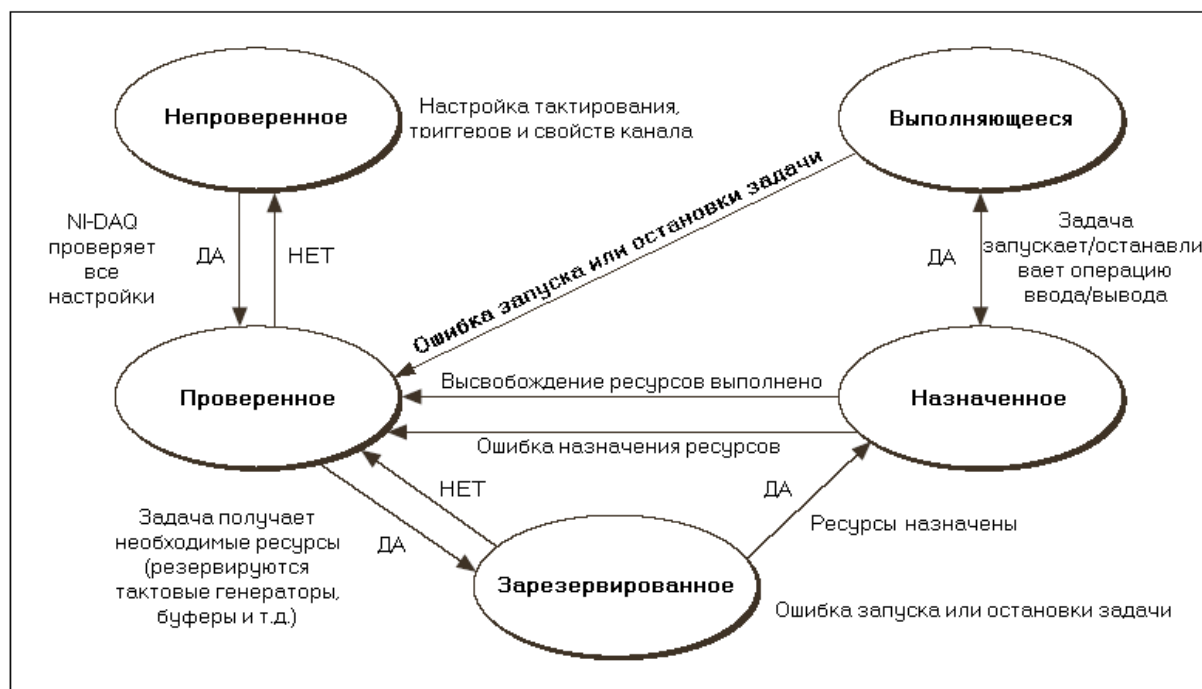 Непроверенное
Настройка тактирования,
триггеров и свойств канала
Выполняющееся
NI-DAQ
проверяет
все
настройки
ДА
НЕТ
Ошибка запуска или остановки задачи
ДА
Задача
запускает/останавли
вает операцию
ввода/вывода
Проверенное
Высвобождение ресурсов выполнено
Назначенное
Ошибка назначения ресурсов
НЕТ
ДА
Задача получает
необходимые ресурсы
(резервируются
тактовые генераторы,
буферы и т.д.)
ДА
Ресурсы назначены
Зарезервированное
Ошибка запуска или остановки задачи